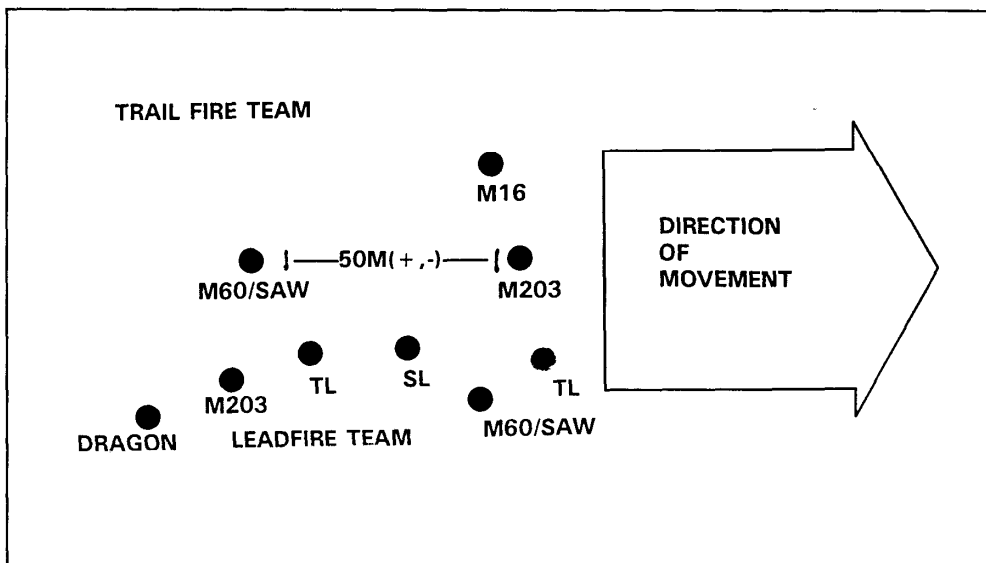 TRAIL FIRE TEAM
M16
DIRECTION
OF
MOVEMENT
50M(+,-)
M60/SAW
M203
TL
SL
TL
M203
M60/SAW
DRAGON
LEADFIRE TEAM